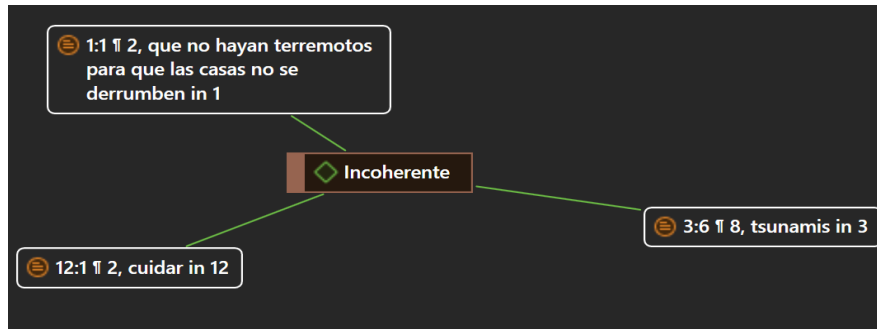 1:1 ¶ 2, que no hayan terremotos
para que las casas no se
derrumben in 1
Incoherente
3:6 ¶ 8, tsunamis in 3
12:1 ¶ 2, cuidar in 12